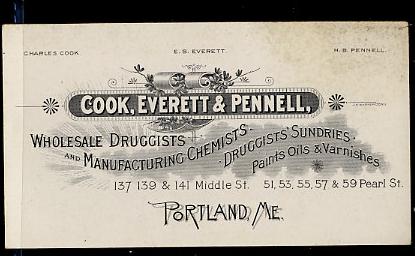 CHARLES COOK. E. S. EVERETT. H. B. PENNELL.
COOK, EVERETT & PENNELL,
WHOLESALE DRUGGISTS
AND MANUFACTURING CHEMISTS.
DRUGGISTS' SUNDRIES.
Paints Oils & Varnishes
137 139 & 141 Middle St. 51, 53, 55, 57 & 59 Pearl St.
PORTLAND, ME.